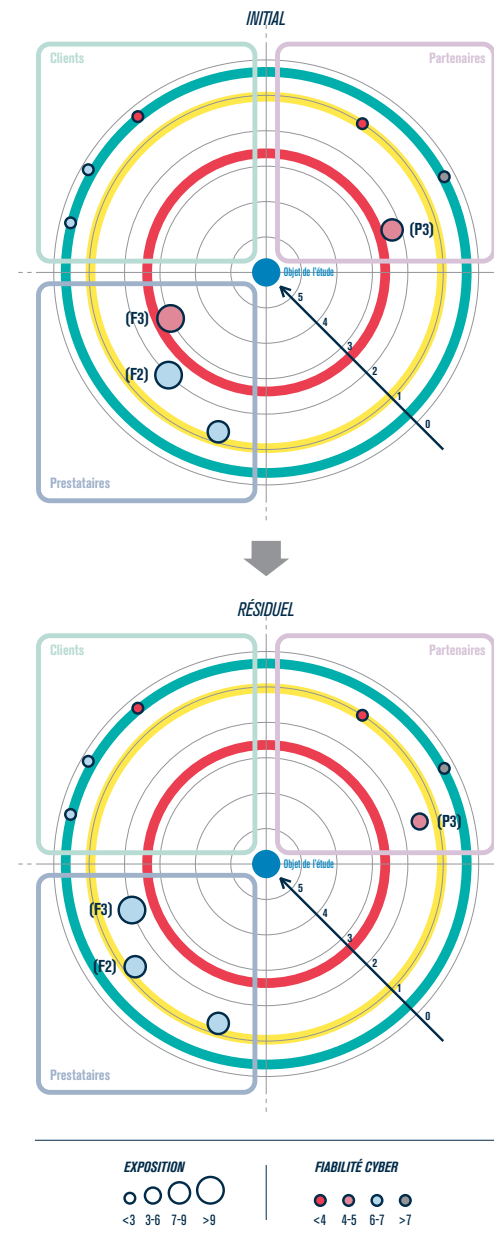 INITIAL
Clients
Partenaires
(P3)
Objet de l'étude
5
(F3)
4
3
(F2)
2
1
0
Prestataires
RÉSIDUEL
Clients
Partenaires
(P3)
Objet de l'étude
5
(F3)
4
3
(F2)
2
1
0
Prestataires
EXPOSITION
<3 3-6 7-9 >9
FIABILITÉ CYBER
<4 4-5 6-7 >7